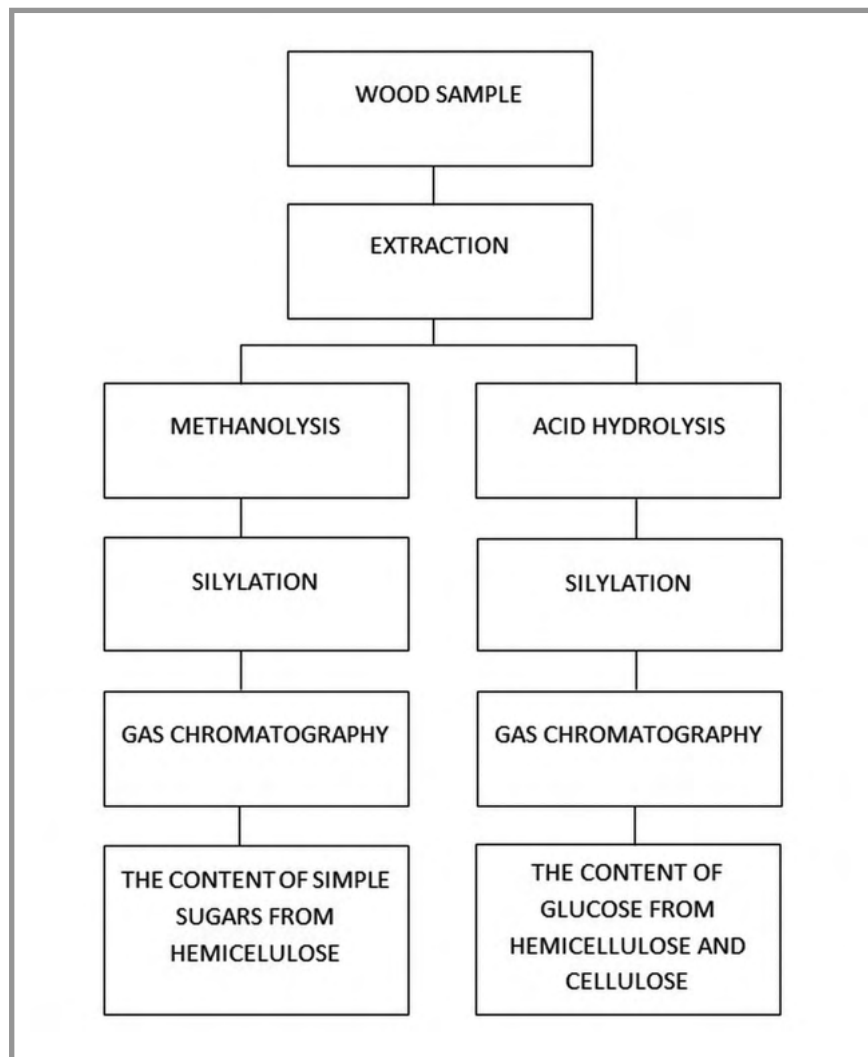 WOOD SAMPLE
EXTRACTION
METHANOLYSIS
ACID HYDROLYSIS
SILYLATION
SILYLATION
GAS CHROMATOGRAPHY
GAS CHROMATOGRAPHY
THE CONTENT OF SIMPLE
SUGARS FROM
HEMICELULOSE
THE CONTENT OF
GLUCOSE FROM
HEMICELLULOSE AND
CELLULOSE